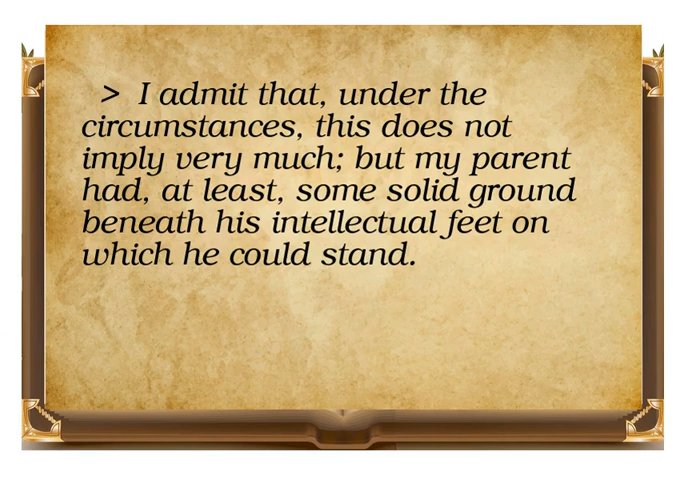 > I admit that, under the
circumstances, this does not
imply very much; but my parent
had, at least, some solid ground
beneath his intellectual feet on
which he could stand.